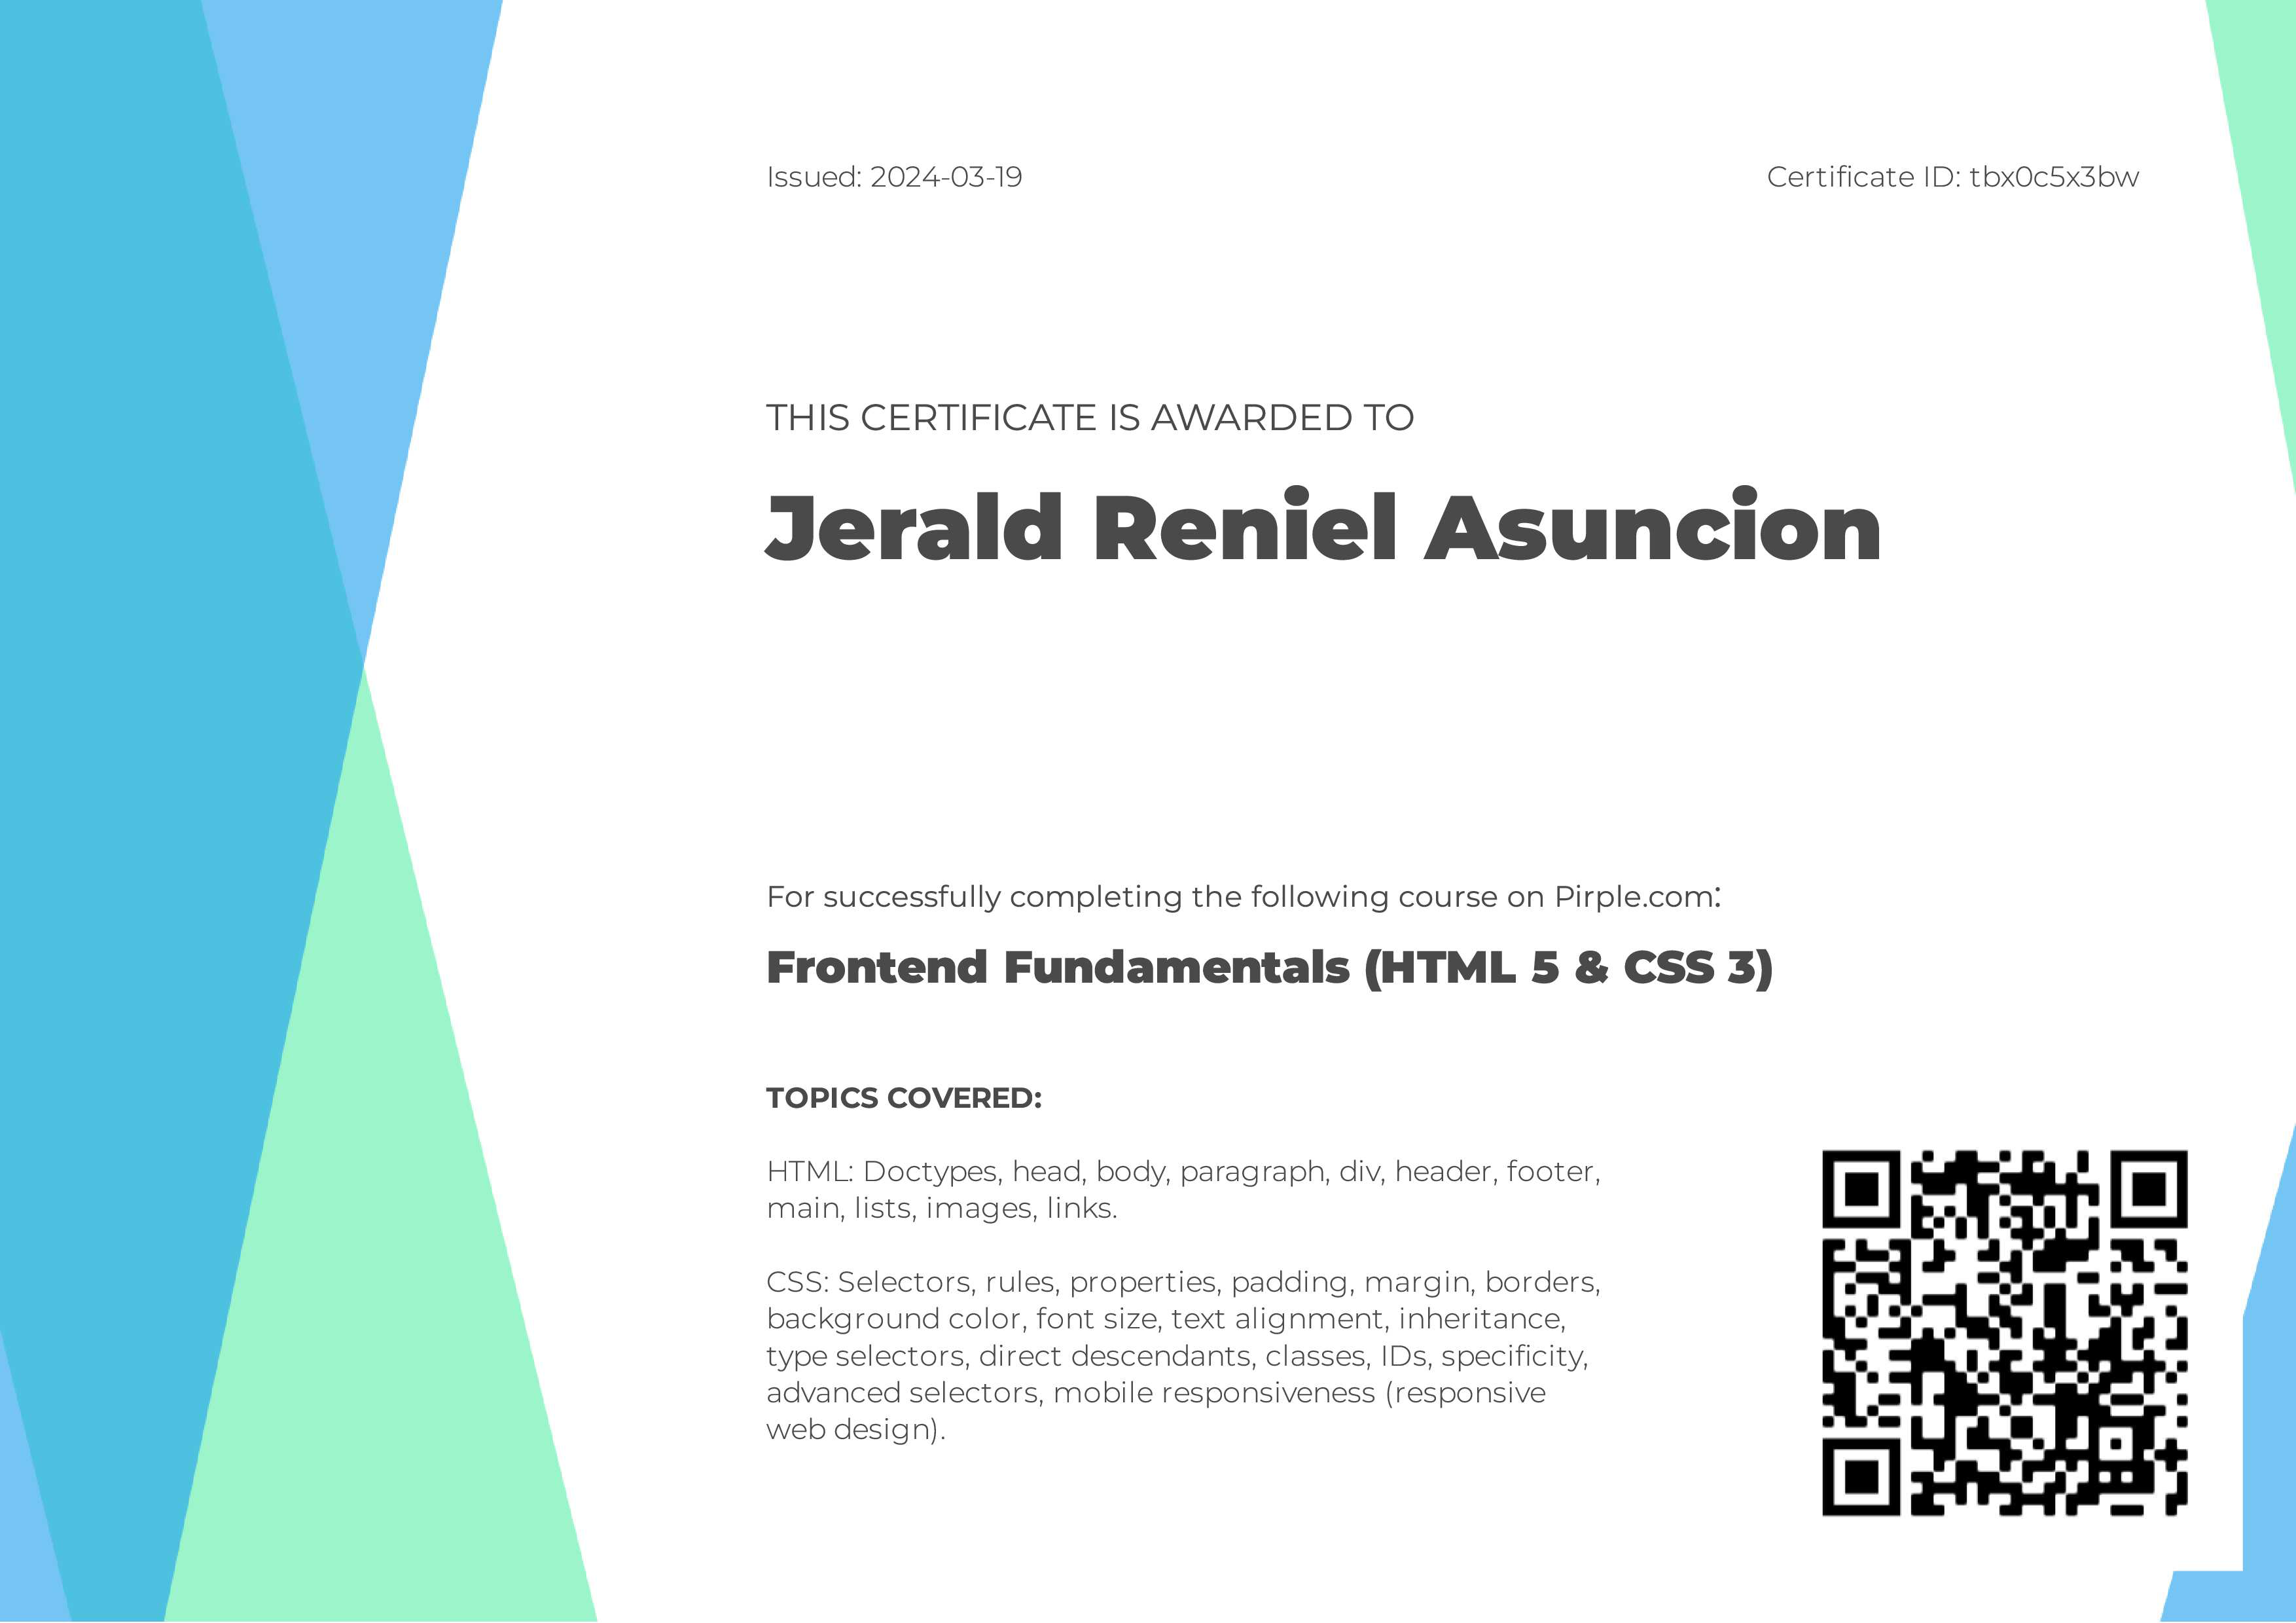 Issued: 2024-03-19
Certificate ID: tbx0c5x3bw
THIS CERTIFICATE IS AWARDED TO
Jerald Reniel Asuncion
For successfully completing the following course on Pirple.com:
Frontend Fundamentals (HTML 5 & CSS 3)
TOPICS COVERED:
HTML: Doctypes, head, body, paragraph, div, header, footer,
main, lists, images, links.
CSS: Selectors, rules, properties, padding, margin, borders,
background color, font size, text alignment, inheritance,
type selectors, direct descendants, classes, IDs, specificity,
advanced selectors, mobile responsiveness (responsive
web design).